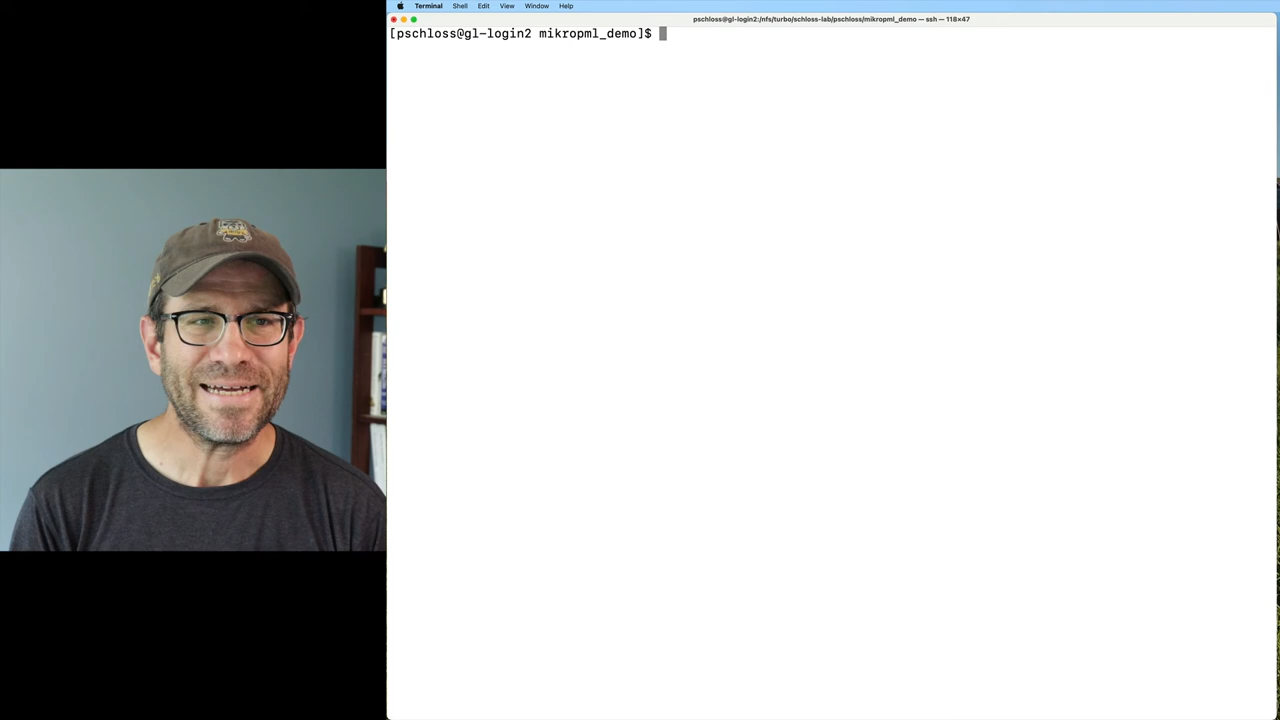 Terminal Shell Edit View Window Help
pschloss@gl-login2:/nfs/turbo/schloss-lab/pschloss/mikropml_demo — ssh — 118×47
[pschloss@gl-login2 mikropml_demo]$